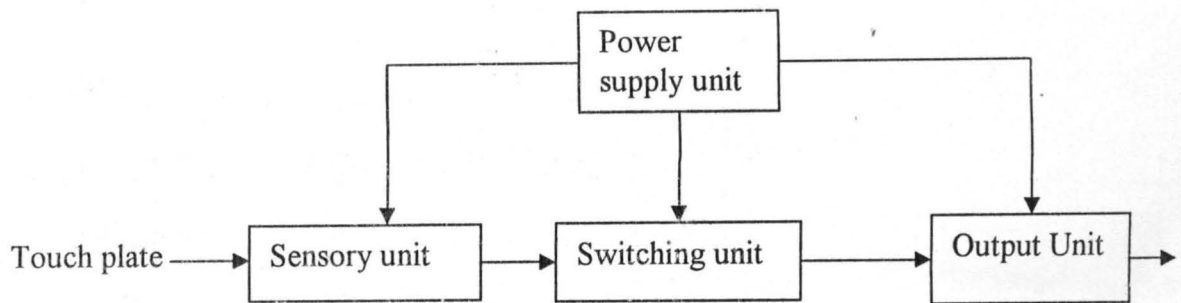 Power
supply unit
Touch plate
Sensory unit
Switching unit
Output Unit